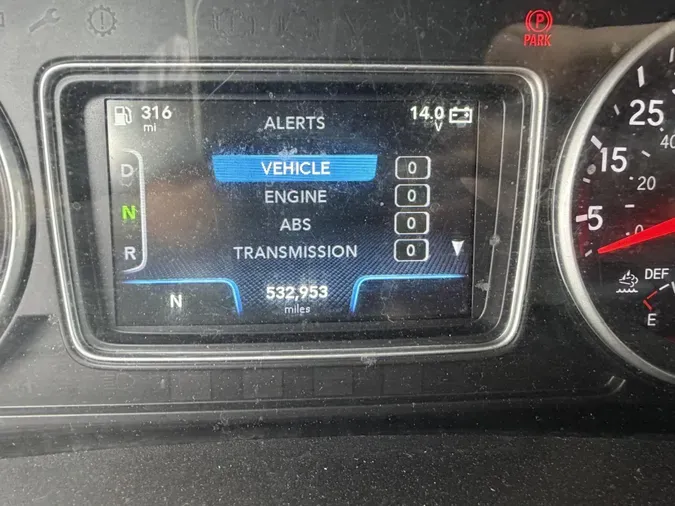 PARK
316
mi
ALERTS
14.0
V
D
N
R
VEHICLE 0
ENGINE 0
ABS 0
TRANSMISSION 0
N
532,953
miles
25
15
5
40
20
0
DEF
E